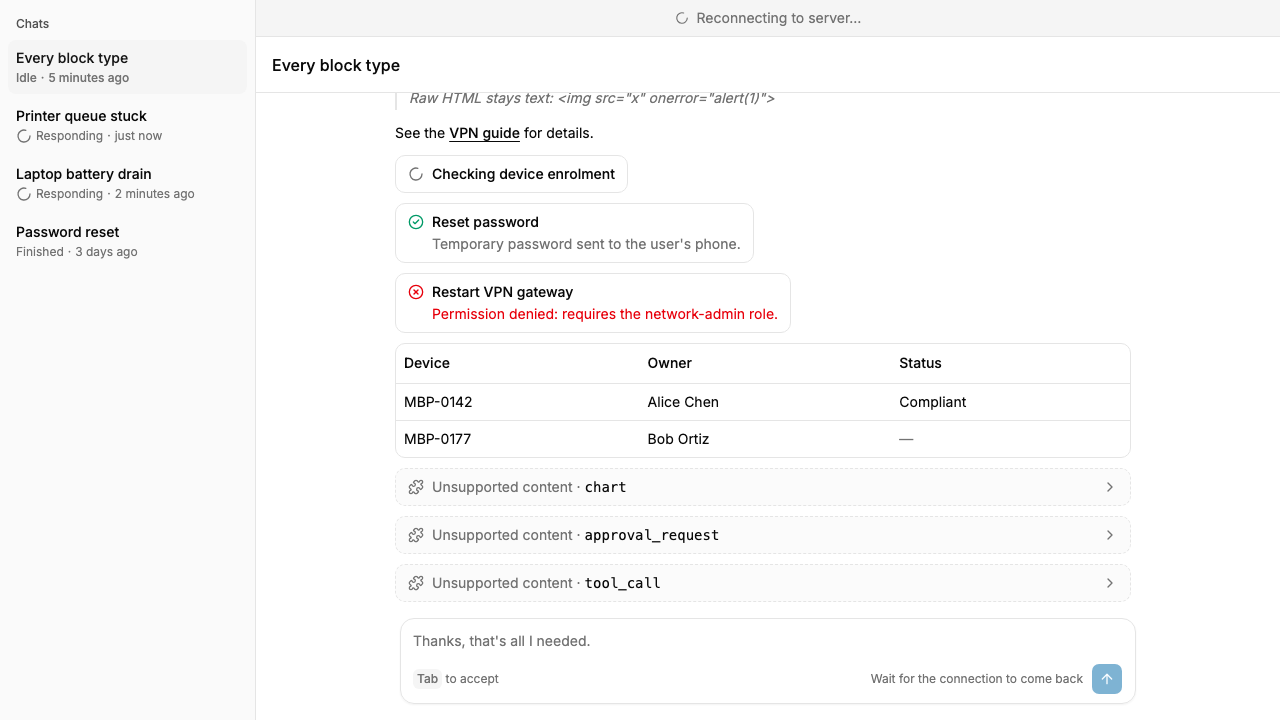 Chats
Every block type
Idle · 5 minutes ago
Printer queue stuck
Responding · just now
Laptop battery drain
Responding · 2 minutes ago
Password reset
Finished · 3 days ago
Reconnecting to server…
Every block type
Raw HTML stays text: <img src="x" onerror="alert(1)">
See the VPN guide for details.
Checking device enrolment
Reset password
Temporary password sent to the user's phone.
Restart VPN gateway
Permission denied: requires the network-admin role.
Device Owner Status
MBP-0142 Alice Chen Compliant
MBP-0177 Bob Ortiz —
Unsupported content · chart
Unsupported content · approval_request
Unsupported content · tool_call
Thanks, that's all I needed.
Tab to accept
Wait for the connection to come back